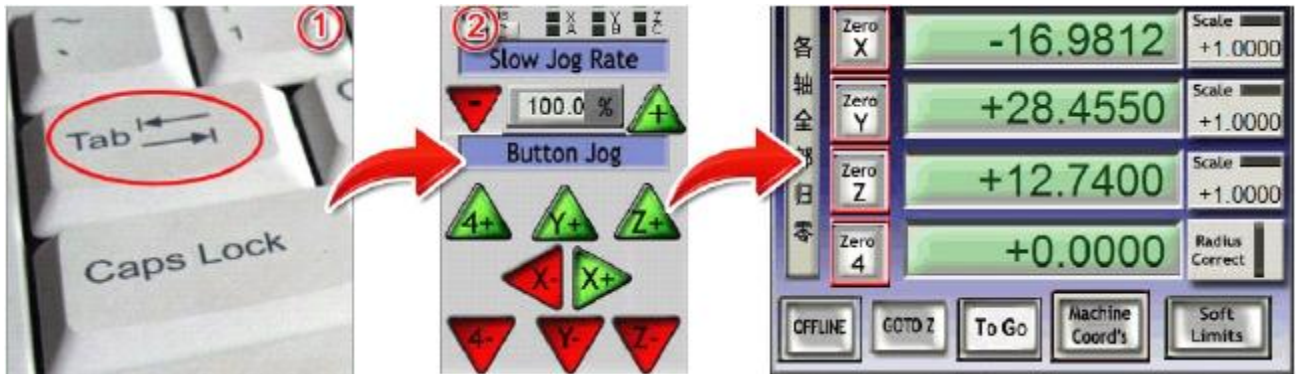 ①
~
Tab
Caps Lock
②
X Y Z
A B C
Slow Jog Rate
-
100.0 %
+
Button Jog
4+ Y+ Z+
X- X+
4- Y- Z-
各轴全部归零
Zero X
-16.9812
Scale
+1.0000
Zero Y
+28.4550
Scale
+1.0000
Zero Z
+12.7400
Scale
+1.0000
Zero 4
+0.0000
Radius
Correct
OFFLINE
GOTO Z
To Go
Machine
Coord's
Soft
Limits